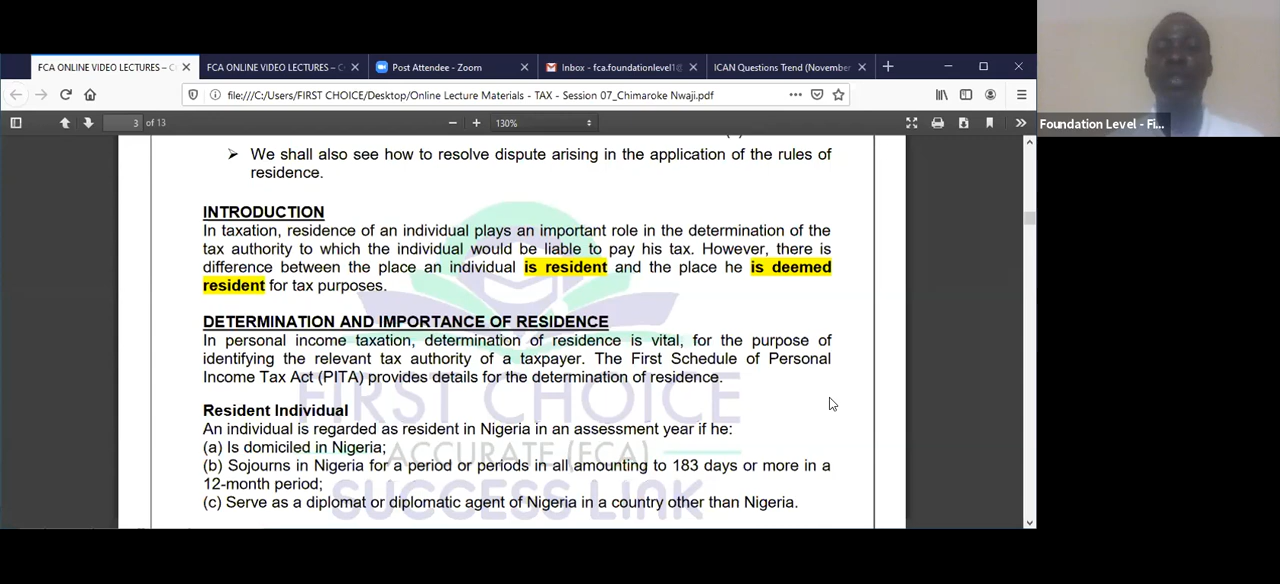 FCA ONLINE VIDEO LECTURES – C
FCA ONLINE VIDEO LECTURES –
Post Attendee - Zoom
Inbox - fca.foundationlevel1@
ICAN Questions Trend (November
file:///C:/Users/FIRST CHOICE/Desktop/Online Lecture Materials - TAX - Session 07_Chimaroke Nwaji.pdf
3 of 13
130%
Foundation Level - Fi...
➢ We shall also see how to resolve dispute arising in the application of the rules of
residence.
INTRODUCTION
In taxation, residence of an individual plays an important role in the determination of the
tax authority to which the individual would be liable to pay his tax. However, there is
difference between the place an individual is resident and the place he is deemed
resident for tax purposes.
DETERMINATION AND IMPORTANCE OF RESIDENCE
In personal income taxation, determination of residence is vital, for the purpose of
identifying the relevant tax authority of a taxpayer. The First Schedule of Personal
Income Tax Act (PITA) provides details for the determination of residence.
Resident Individual
An individual is regarded as resident in Nigeria in an assessment year if he:
(a) Is domiciled in Nigeria;
(b) Sojourns in Nigeria for a period or periods in all amounting to 183 days or more in a
12-month period;
(c) Serve as a diplomat or diplomatic agent of Nigeria in a country other than Nigeria.
FIRST CHOICE
ACCURATE (FCA)
SUCCESS LINK